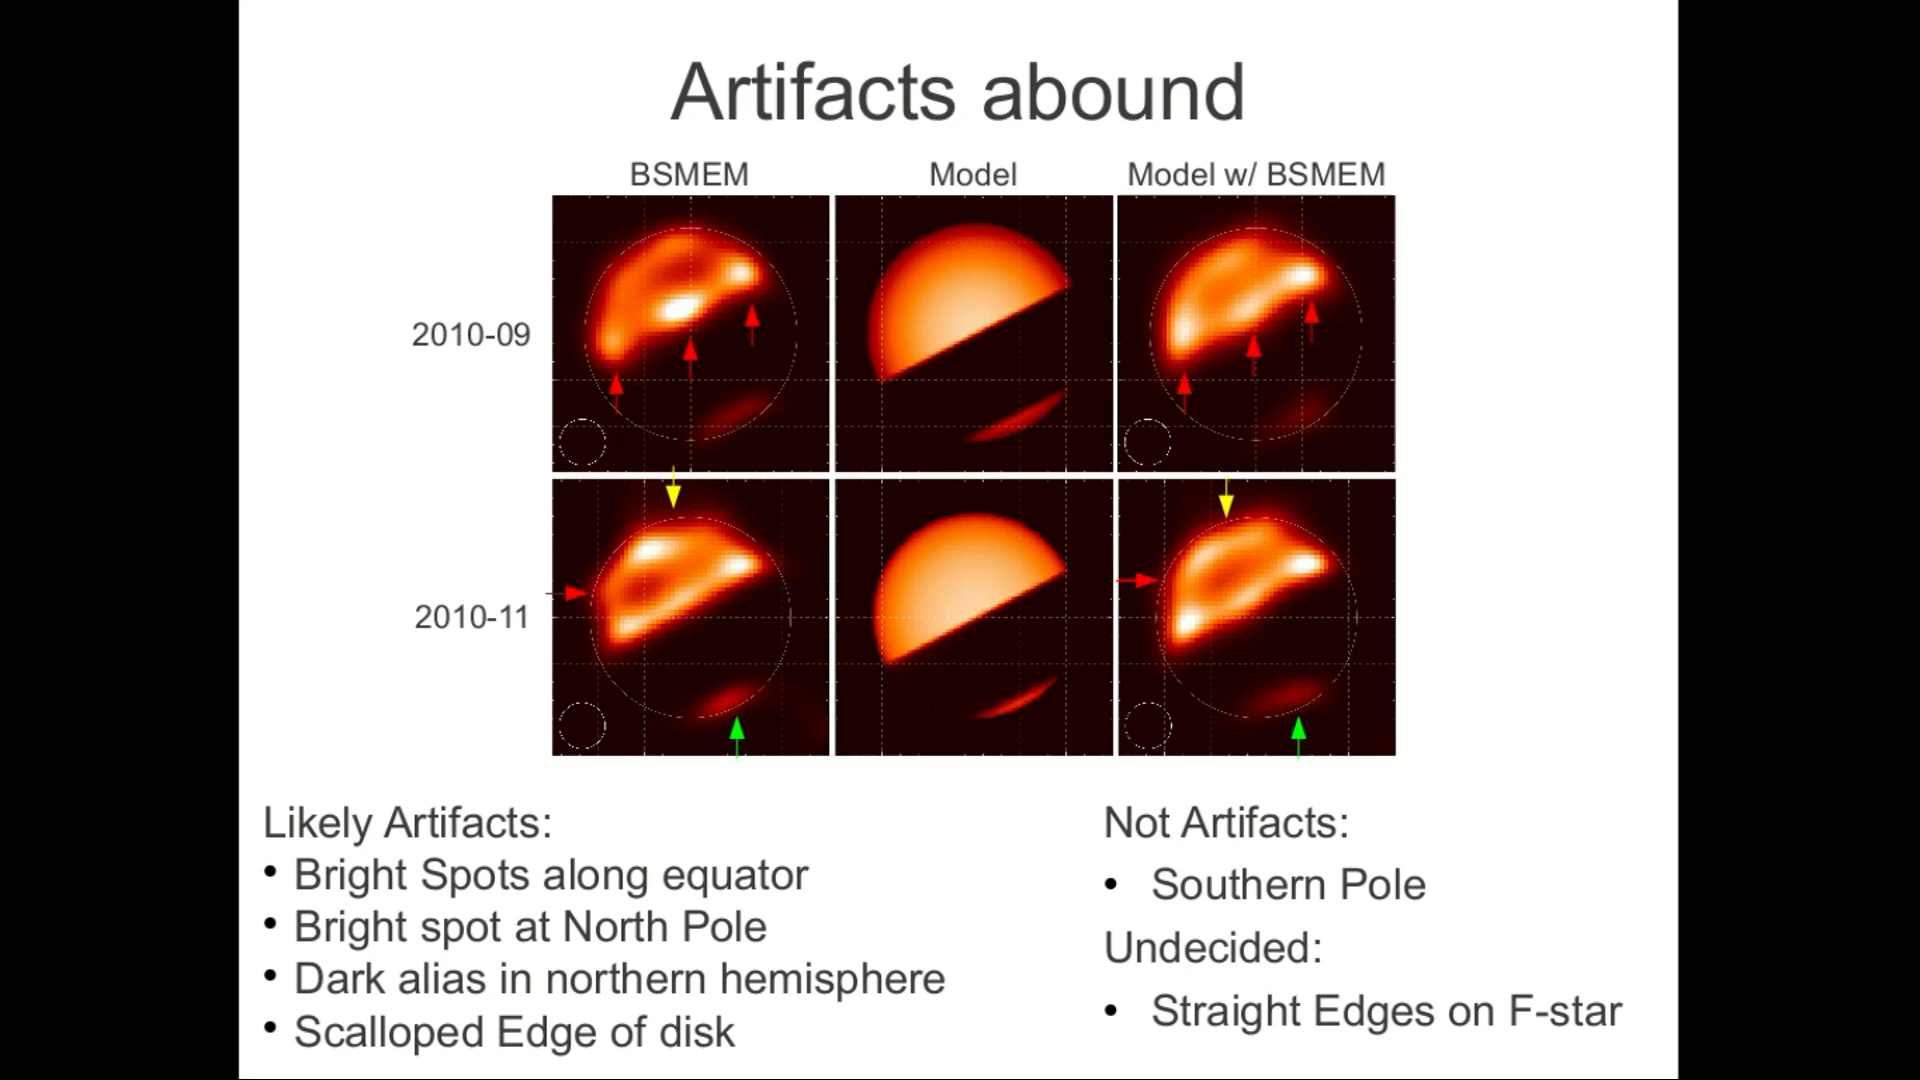 Artifacts abound
BSMEM Model Model w/ BSMEM
2010-09
2010-11
Likely Artifacts:
• Bright Spots along equator
• Bright spot at North Pole
• Dark alias in northern hemisphere
• Scalloped Edge of disk
Not Artifacts:
• Southern Pole
Undecided:
• Straight Edges on F-star